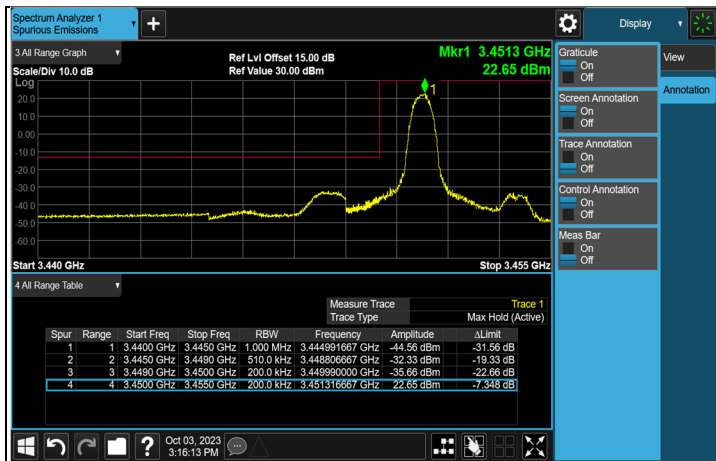 Spectrum Analyzer 1
Spurious Emissions
+
Display
3 All Range Graph
Ref Lvl Offset 15.00 dB
Mkr1 3.4513 GHz
Scale/Div 10.0 dB
Ref Value 30.00 dBm
22.65 dBm
Log
1
20.0
10.0
0.00
-10.0
-20.0
-30.0
-40.0
-50.0
-60.0
Start 3.440 GHz
Stop 3.455 GHz
Graticule
On
Off
Screen Annotation
On
Off
Trace Annotation
On
Off
Control Annotation
On
Off
Meas Bar
On
Off
View
Annotation
4 All Range Table
Measure Trace Trace 1
Trace Type Max Hold (Active)
Spur Range Start Freq Stop Freq RBW Frequency Amplitude ΔLimit
1 1 3.4400 GHz 3.4450 GHz 1.000 MHz 3.444991667 GHz -44.56 dBm -31.56 dB
2 2 3.4450 GHz 3.4490 GHz 510.0 kHz 3.448806667 GHz -32.33 dBm -19.33 dB
3 3 3.4490 GHz 3.4500 GHz 200.0 kHz 3.449990000 GHz -35.66 dBm -22.66 dB
4 4 3.4500 GHz 3.4550 GHz 200.0 kHz 3.451316667 GHz 22.65 dBm -7.348 dB
?
Oct 03, 2023
3:16:13 PM